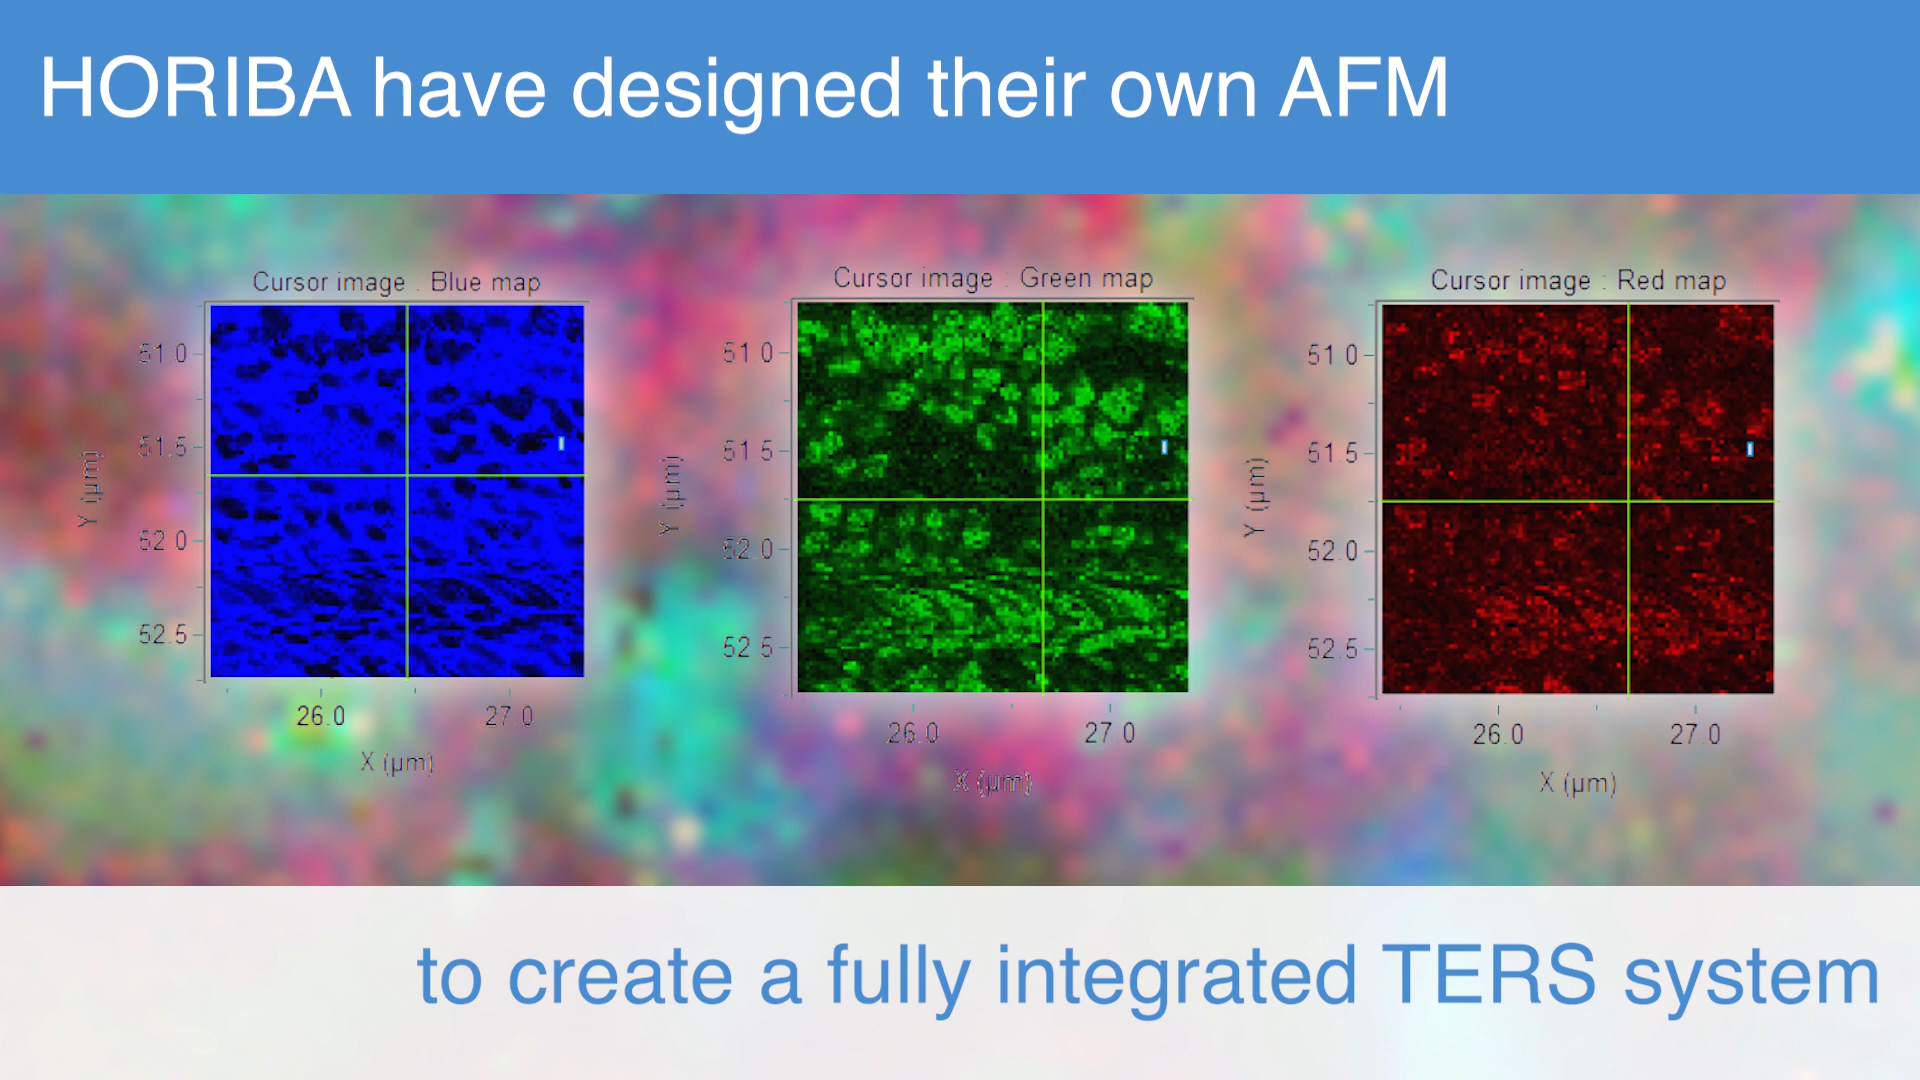 HORIBA have designed their own AFM
Cursor image : Blue map
51.0
51.5
52.0
52.5
Y (µm)
26.0 27.0
X (µm)
Cursor image : Green map
51.0
51.5
52.0
52.5
Y (µm)
26.0 27.0
X (µm)
Cursor image : Red map
51.0
51.5
52.0
52.5
Y (µm)
26.0 27.0
X (µm)
to create a fully integrated TERS system